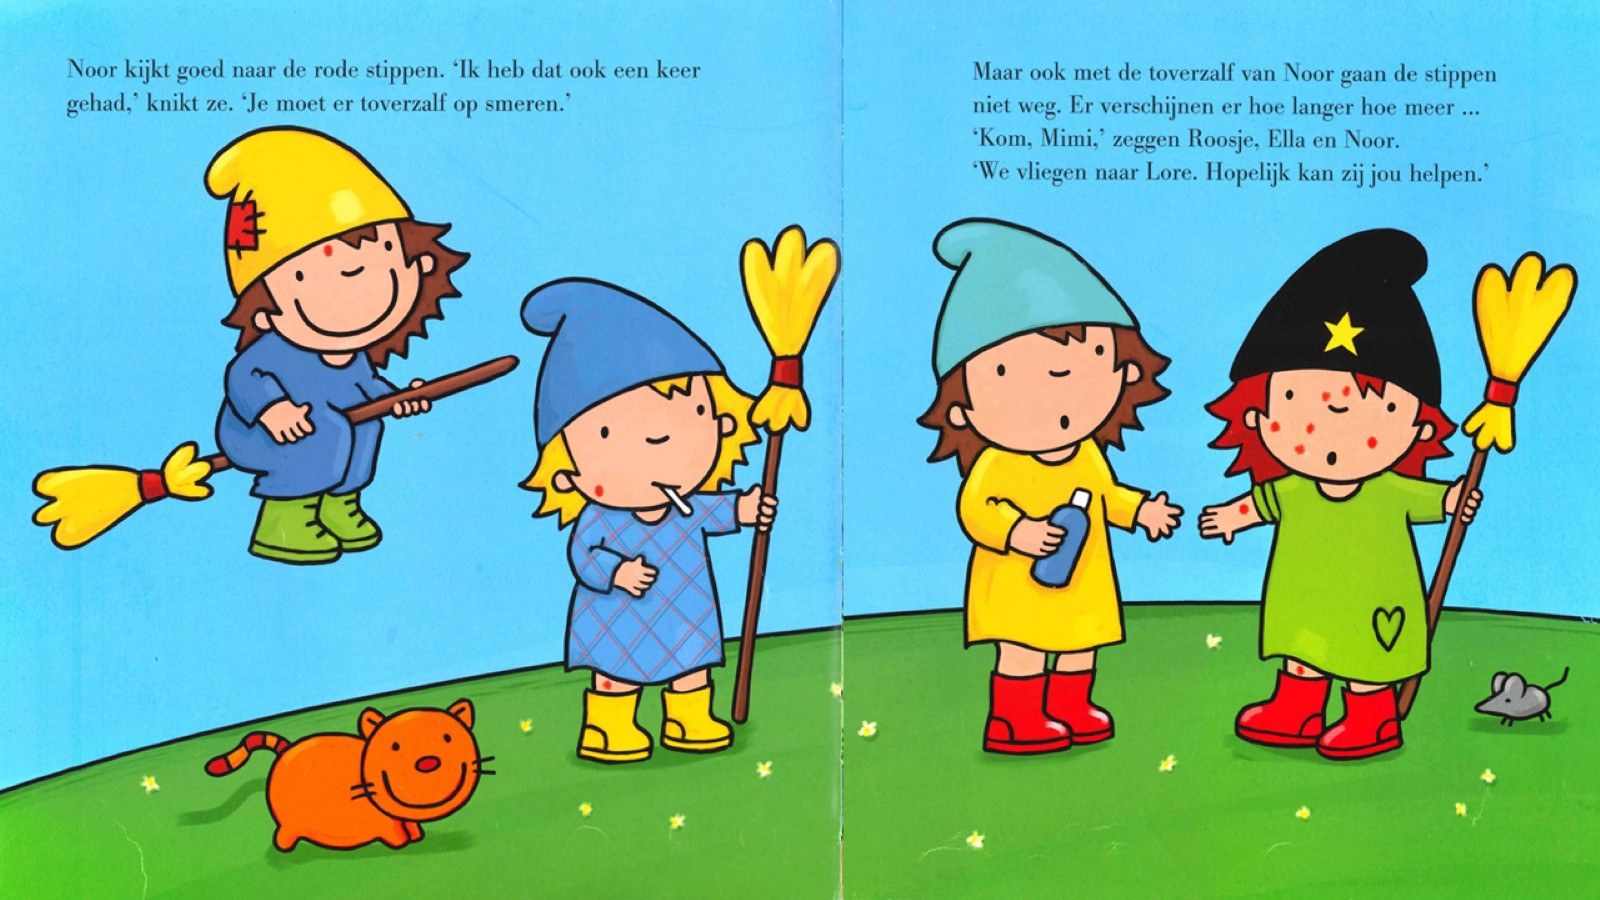 Noor kijkt goed naar de rode stippen. ‘Ik heb dat ook een keer
gehad,’ knikt ze. ‘Je moet er toverzalf op smeren.’
Maar ook met de toverzalf van Noor gaan de stippen
niet weg. Er verschijnen er hoe langer hoe meer ...
‘Kom, Mimi,’ zeggen Roosje, Ella en Noor.
‘We vliegen naar Lore. Hopelijk kan zij jou helpen.’